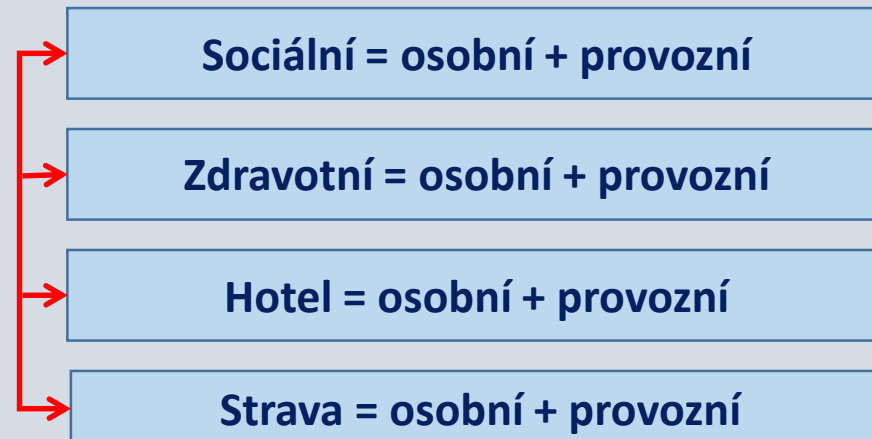 Sociální = osobní + provozní
Zdravotní = osobní + provozní
Hotel = osobní + provozní
Strava = osobní + provozní